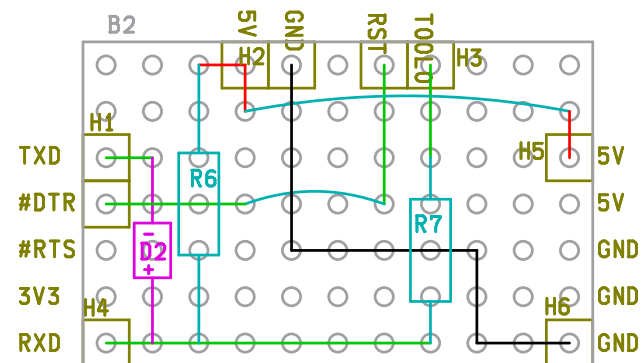 B2
5V GND RST TOOL0
H2 H3
H1
TXD H5 5V
R6
#DTR 5V
R7
#RTS - D2 + GND
3V3 GND
H4 H6
RXD GND